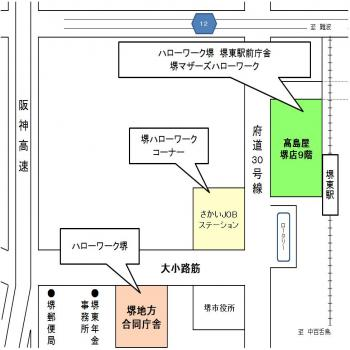 12
至 難波
ハローワーク堺 堺東駅前庁舎
堺マザーズハローワーク
阪神高速
府道30号線
髙島屋
堺店9階
堺東駅
堺ハローワーク
コーナー
さかいJOB
ステーション
ロータリー
ハローワーク堺
大小路筋
●堺郵便局
●堺東年金
事務所
堺地方
合同庁舎
堺市役所
至 中百舌鳥